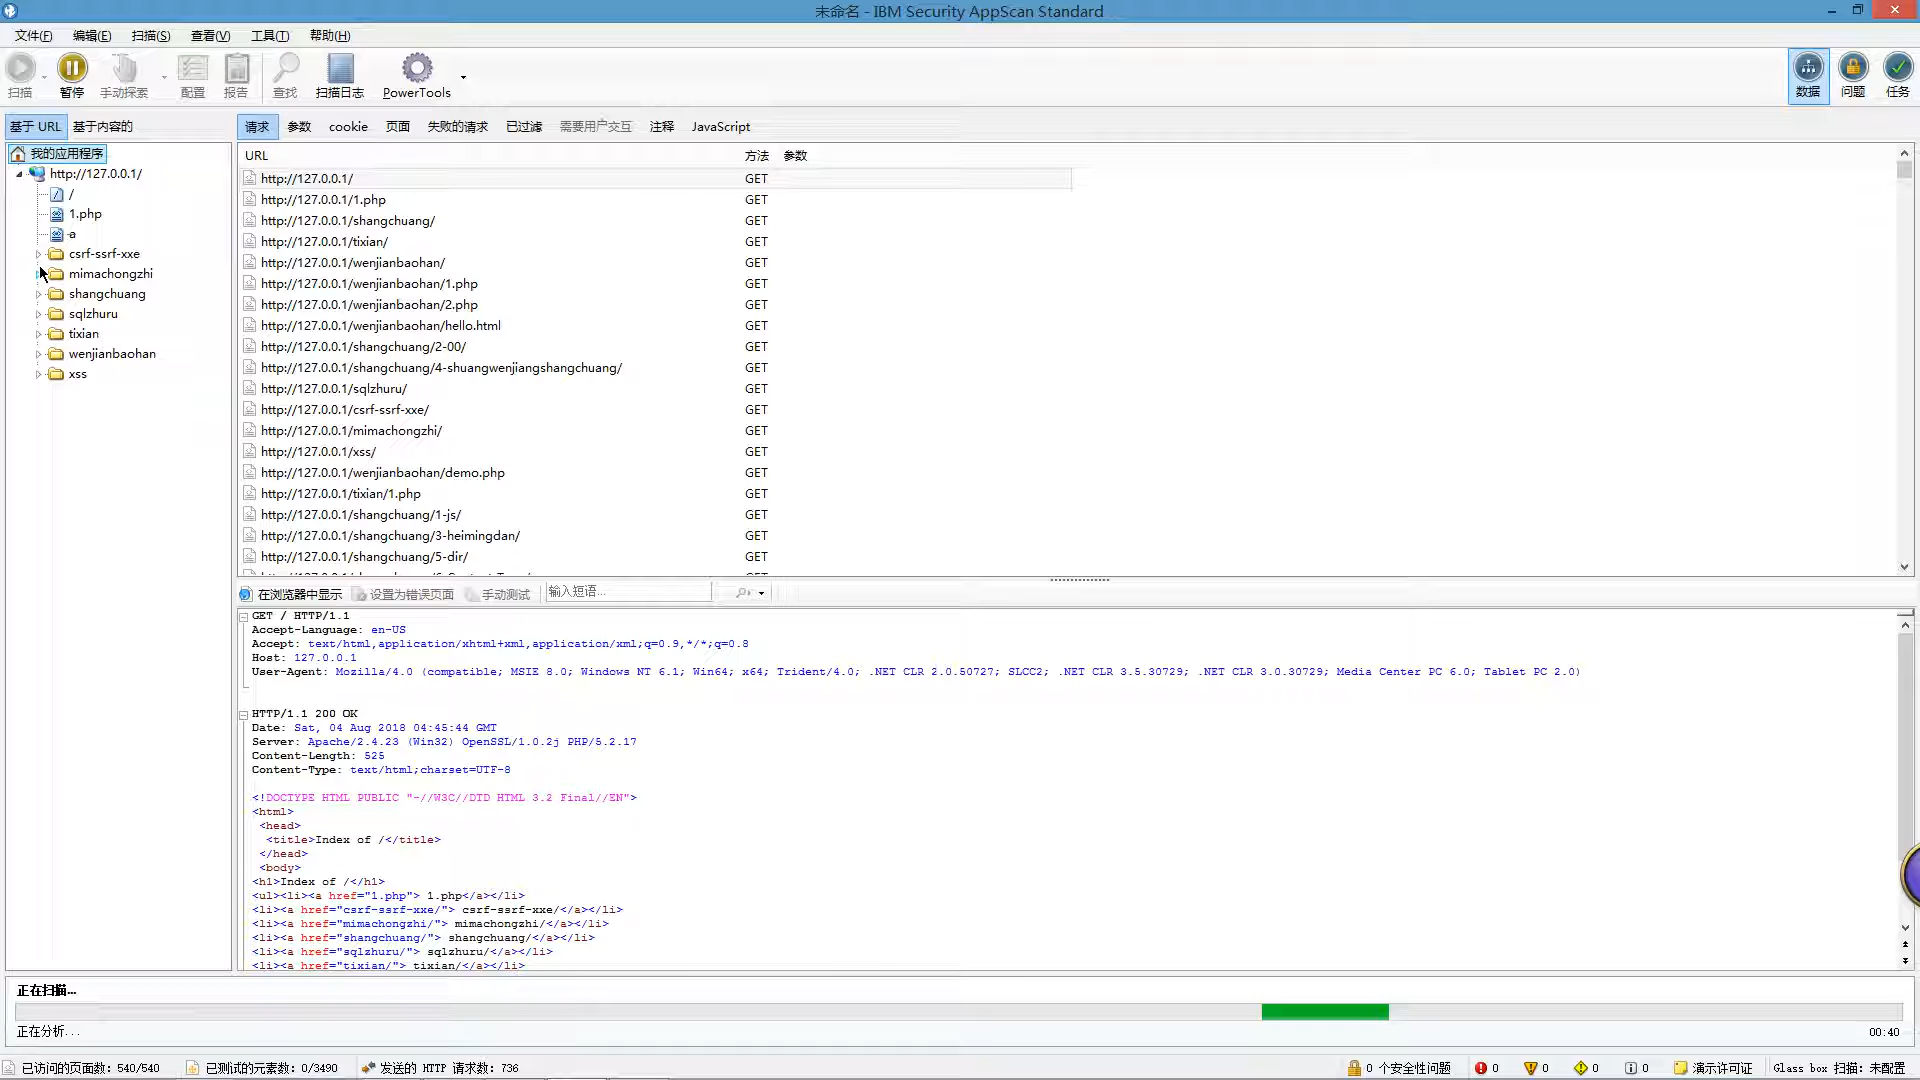 未命名 - IBM Security AppScan Standard
文件(F) 编辑(E) 扫描(S) 查看(V) 工具(T) 帮助(H)
扫描 暂停 手动探索 配置 报告 查找 扫描日志 PowerTools 数据 问题 任务
基于 URL 基于内容的
请求 参数 cookie 页面 失败的请求 已过滤 需要用户交互 注释 JavaScript
我的应用程序
http://127.0.0.1/
/
1.php
a
csrf-ssrf-xxe
mimachongzhi
shangchuang
sqlzhuru
tixian
wenjianbaohan
xss
URL 方法 参数
http://127.0.0.1/ GET
http://127.0.0.1/1.php GET
http://127.0.0.1/shangchuang/ GET
http://127.0.0.1/tixian/ GET
http://127.0.0.1/wenjianbaohan/ GET
http://127.0.0.1/wenjianbaohan/1.php GET
http://127.0.0.1/wenjianbaohan/2.php GET
http://127.0.0.1/wenjianbaohan/hello.html GET
http://127.0.0.1/shangchuang/2-00/ GET
http://127.0.0.1/shangchuang/4-shuangwenjiangshangchuang/ GET
http://127.0.0.1/sqlzhuru/ GET
http://127.0.0.1/csrf-ssrf-xxe/ GET
http://127.0.0.1/mimachongzhi/ GET
http://127.0.0.1/xss/ GET
http://127.0.0.1/wenjianbaohan/demo.php GET
http://127.0.0.1/tixian/1.php GET
http://127.0.0.1/shangchuang/1-js/ GET
http://127.0.0.1/shangchuang/3-heimingdan/ GET
http://127.0.0.1/shangchuang/5-dir/ GET
在浏览器中显示 设置为错误页面 手动测试 输入短语...
GET / HTTP/1.1
Accept-Language: en-US
Accept: text/html,application/xhtml+xml,application/xml;q=0.9,*/*;q=0.8
Host: 127.0.0.1
User-Agent: Mozilla/4.0 (compatible; MSIE 8.0; Windows NT 6.1; Win64; x64; Trident/4.0; .NET CLR 2.0.50727; SLCC2; .NET CLR 3.5.30729; .NET CLR 3.0.30729; Media Center PC 6.0; Tablet PC 2.0)
HTTP/1.1 200 OK
Date: Sat, 04 Aug 2018 04:45:44 GMT
Server: Apache/2.4.23 (Win32) OpenSSL/1.0.2j PHP/5.2.17
Content-Length: 525
Content-Type: text/html;charset=UTF-8
<!DOCTYPE HTML PUBLIC "-//W3C//DTD HTML 3.2 Final//EN">
<html>
<head>
<title>Index of /</title>
</head>
<body>
<h1>Index of /</h1>
<ul><li><a href="1.php"> 1.php</a></li>
<li><a href="csrf-ssrf-xxe/"> csrf-ssrf-xxe/</a></li>
<li><a href="mimachongzhi/"> mimachongzhi/</a></li>
<li><a href="shangchuang/"> shangchuang/</a></li>
<li><a href="sqlzhuru/"> sqlzhuru/</a></li>
<li><a href="tixian/"> tixian/</a></li>
正在扫描...
正在分析... 00:40
已访问的页面数: 540/540 已测试的元素数: 0/3490 发送的 HTTP 请求数: 736 0 个安全性问题 0 0 0 0 演示许可证 Glass box 扫描: 未配置